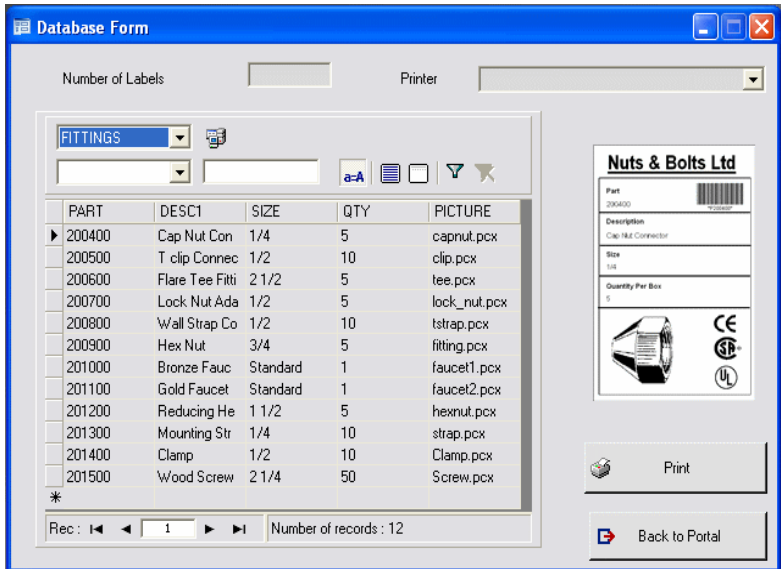 Database Form
Number of Labels Printer
FITTINGS
a=A
PART DESC1 SIZE QTY PICTURE
200400 Cap Nut Con 1/4 5 capnut.pcx
200500 T clip Connec 1/2 10 clip.pcx
200600 Flare Tee Fitti 2 1/2 5 tee.pcx
200700 Lock Nut Ada 1/2 5 lock_nut.pcx
200800 Wall Strap Co 1/2 10 tstrap.pcx
200900 Hex Nut 3/4 5 fitting.pcx
201000 Bronze Fauc Standard 1 faucet1.pcx
201100 Gold Faucet Standard 1 faucet2.pcx
201200 Reducing He 1 1/2 5 hexnut.pcx
201300 Mounting Str 1/4 10 strap.pcx
201400 Clamp 1/2 10 Clamp.pcx
201500 Wood Screw 2 1/4 50 Screw.pcx
Rec : 1 Number of records : 12
Nuts & Bolts Ltd
Part
200400
*P200400*
Description
Cap Nut Connector
Size
1/4
Quantity Per Box
5
CE
SA
UL
Print
Back to Portal